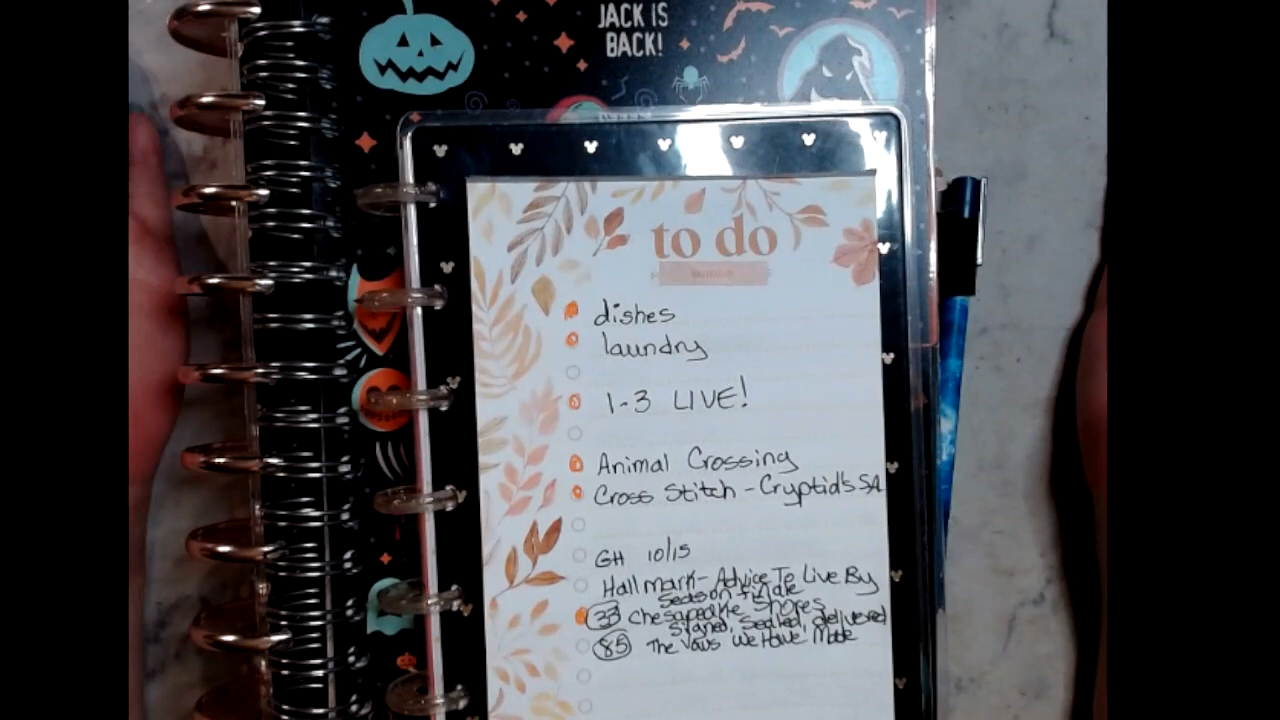 JACK IS
BACK!
to do
dishes
laundry
1-3 LIVE!
Animal Crossing
Cross Stitch - Cryptid's SA
GH 10/15
Hallmark - Advice To Live By
Season Finale
33 Chesapeake Shores
Signed, Sealed, delivered
85 The Vows We Have Made